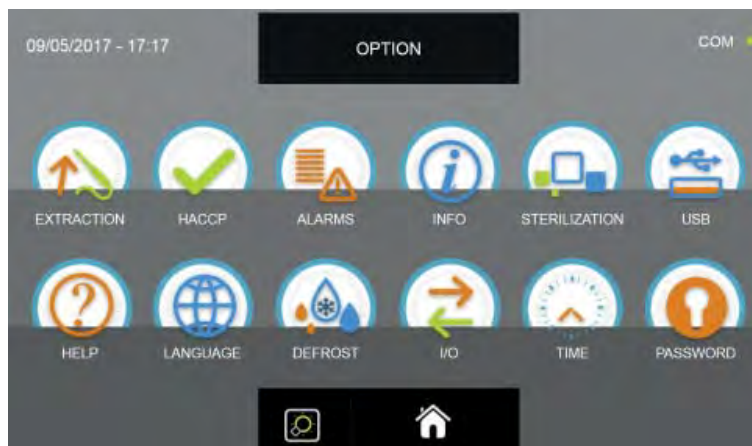 09/05/2017 - 17:17 OPTION COM
EXTRACTION HACCP ALARMS INFO STERILIZATION USB
HELP LANGUAGE DEFROST I/O TIME PASSWORD